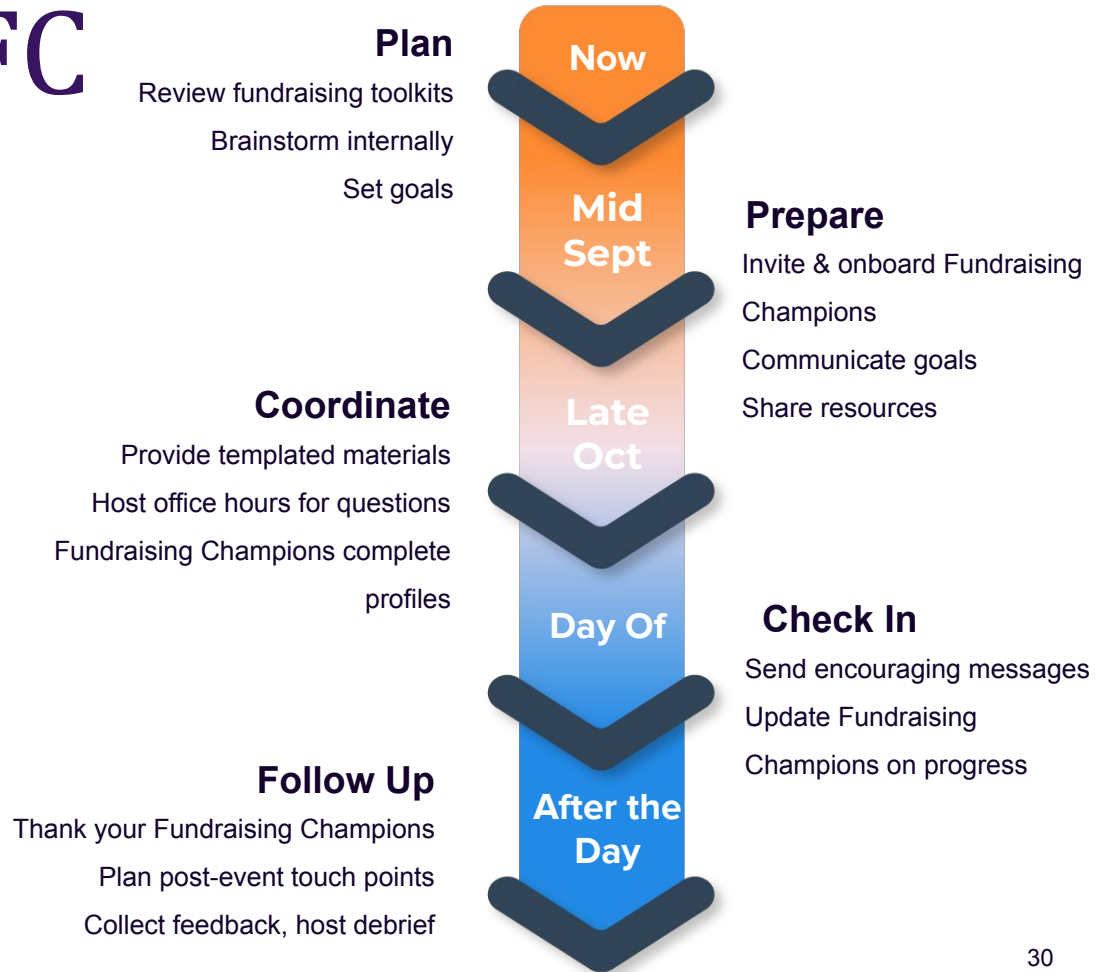 FC
Plan
Review fundraising toolkits
Brainstorm internally
Set goals
Now
Mid
Sept
Prepare
Invite & onboard Fundraising
Champions
Communicate goals
Share resources
Late
Oct
Coordinate
Provide templated materials
Host office hours for questions
Fundraising Champions complete
profiles
Day Of
Check In
Send encouraging messages
Update Fundraising
Champions on progress
After the
Day
Follow Up
Thank your Fundraising Champions
Plan post-event touch points
Collect feedback, host debrief
30